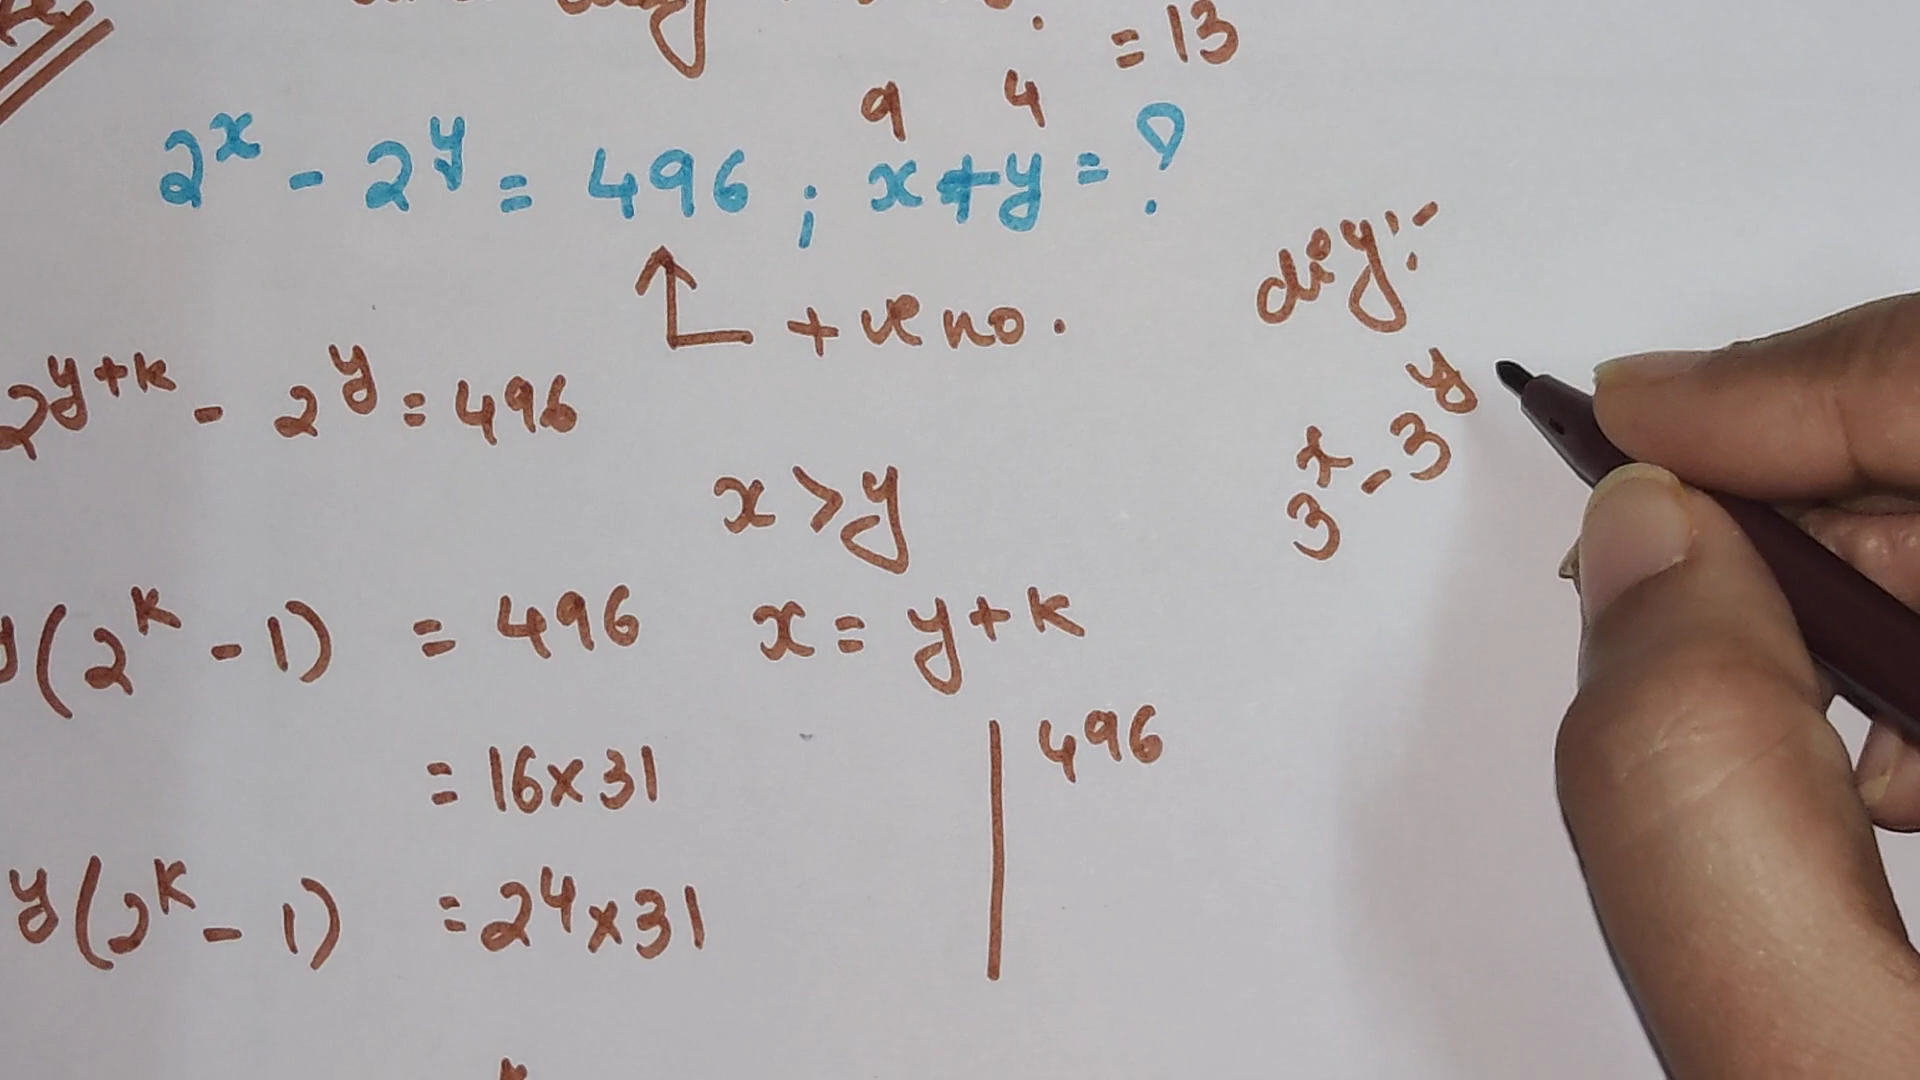 = 13
9 4
2^x - 2^y = 496 ; x+y = ?
+ve no.
2^{y+k} - 2^y = 496
x > y
y(2^k - 1) = 496
x = y+k
= 16×31
496
y(2^k - 1) = 2^4×31
diy:-
3^x - 3^y